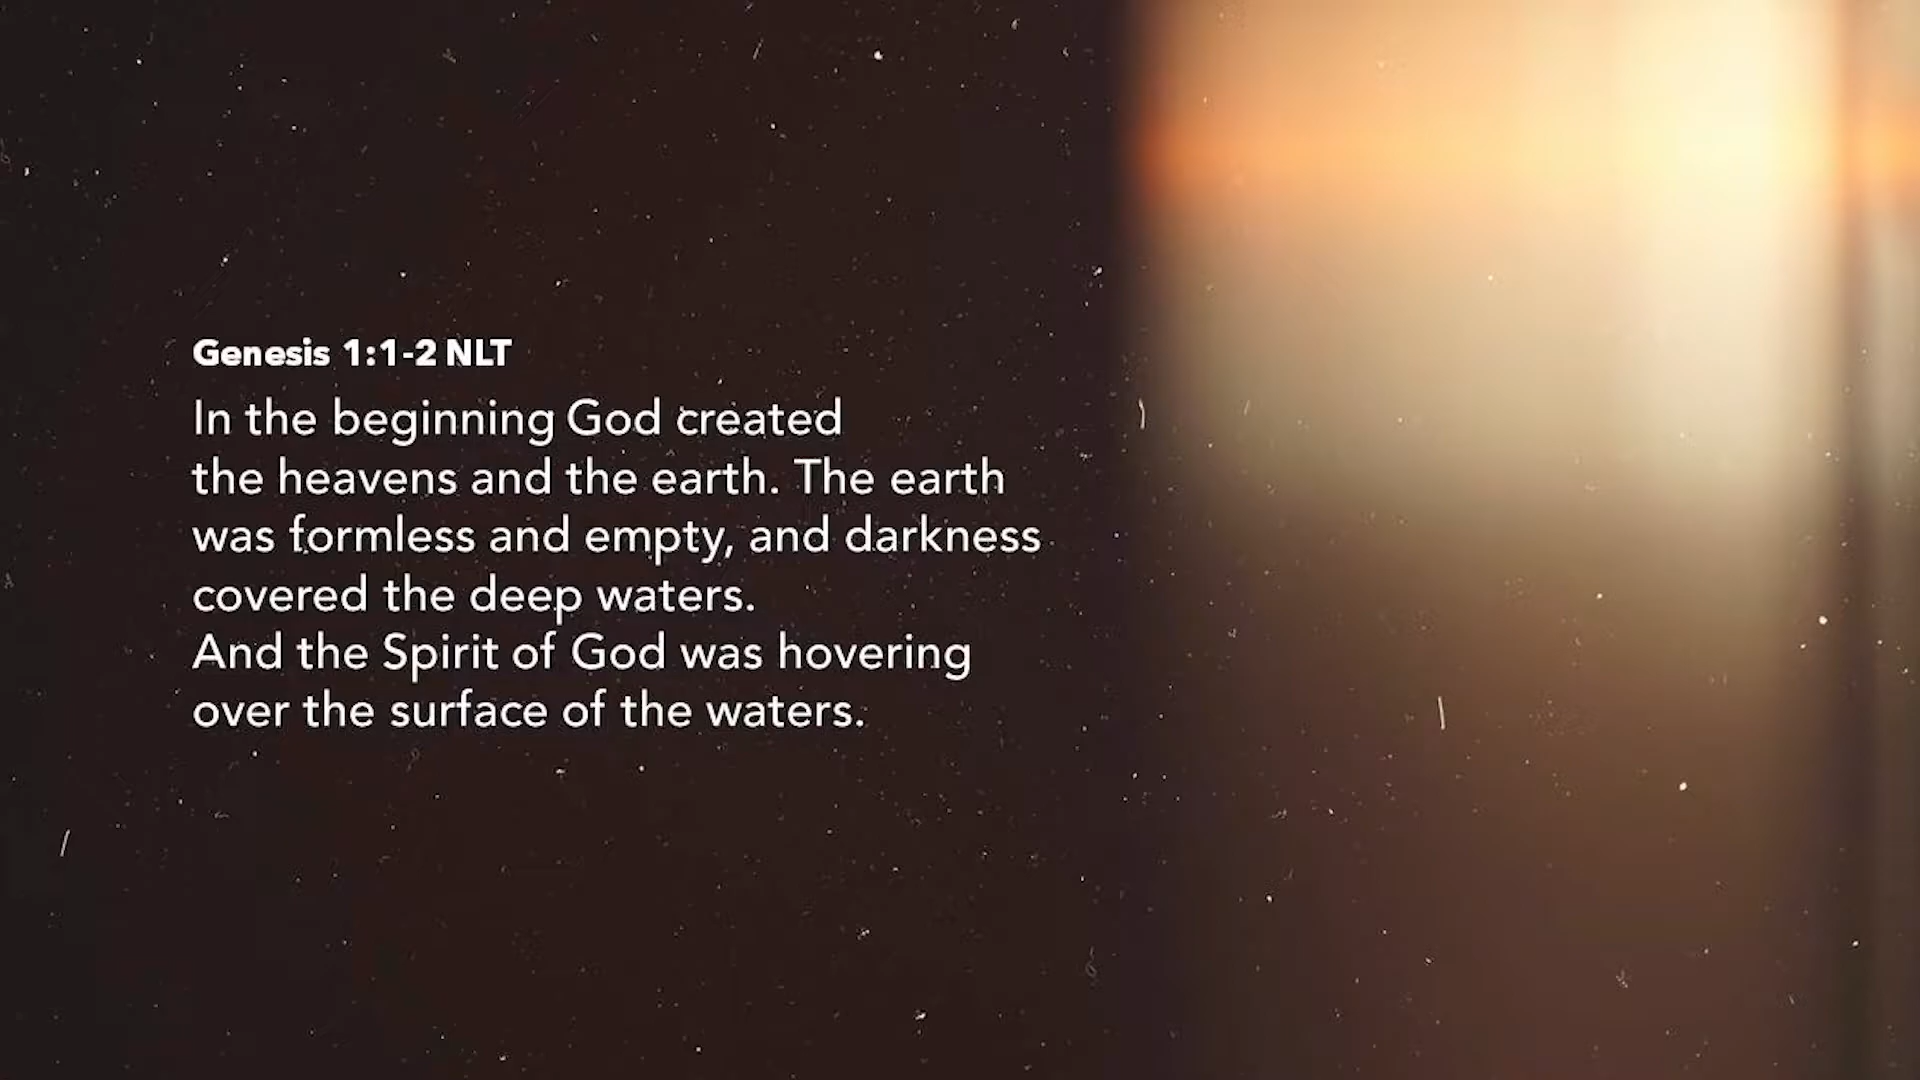 Genesis 1:1-2 NLT
In the beginning God created
the heavens and the earth. The earth
was formless and empty, and darkness
covered the deep waters.
And the Spirit of God was hovering
over the surface of the waters.